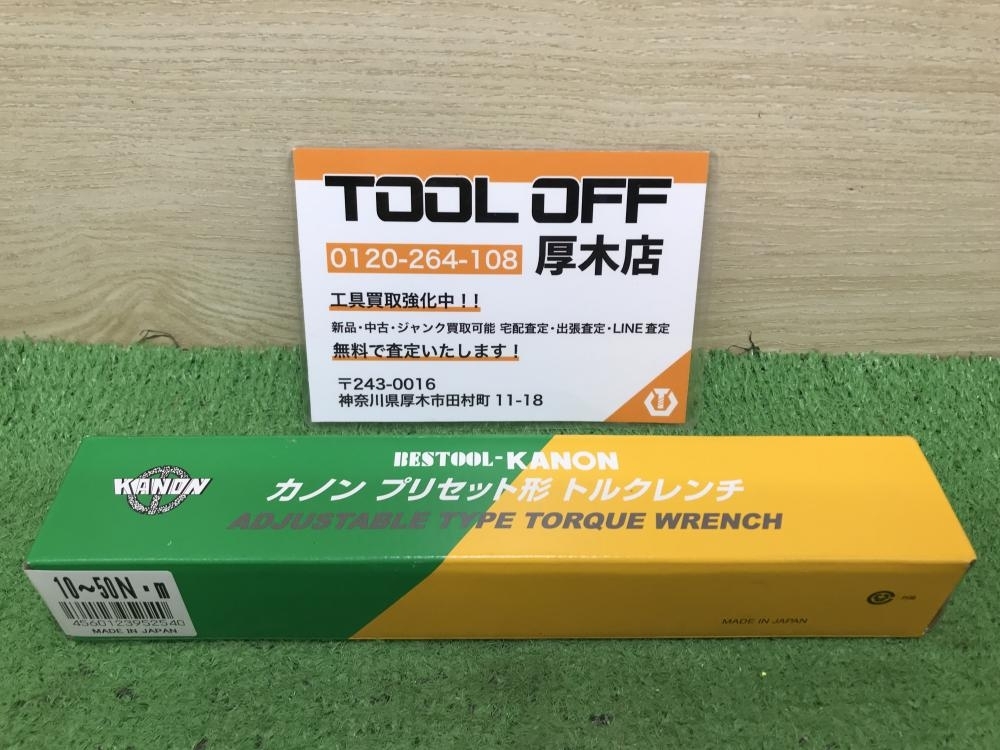 TOOL OFF
0120-264-108 厚木店
工具買取強化中！！
新品・中古・ジャンク買取可能 宅配査定・出張査定・LINE査定
無料で査定いたします！
〒243-0016
神奈川県厚木市田村町 11-18
BESTOOL-KANON
KANON
カノン プリセット形 トルクレンチ
ADJUSTABLE TYPE TORQUE WRENCH
10～50N・m
4560123952540
MADE IN JAPAN
MADE IN JAPAN